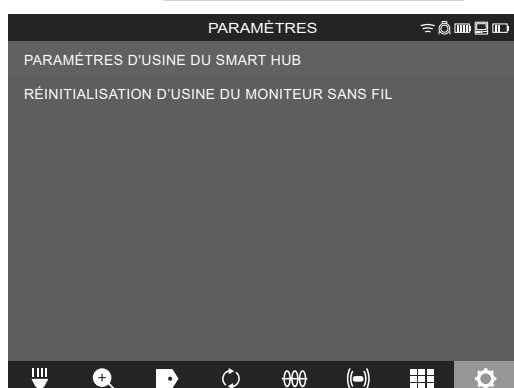 PARAMÈTRES
PARAMÉTRES D'USINE DU SMART HUB
RÉINITIALISATION D'USINE DU MONITEUR SANS FIL